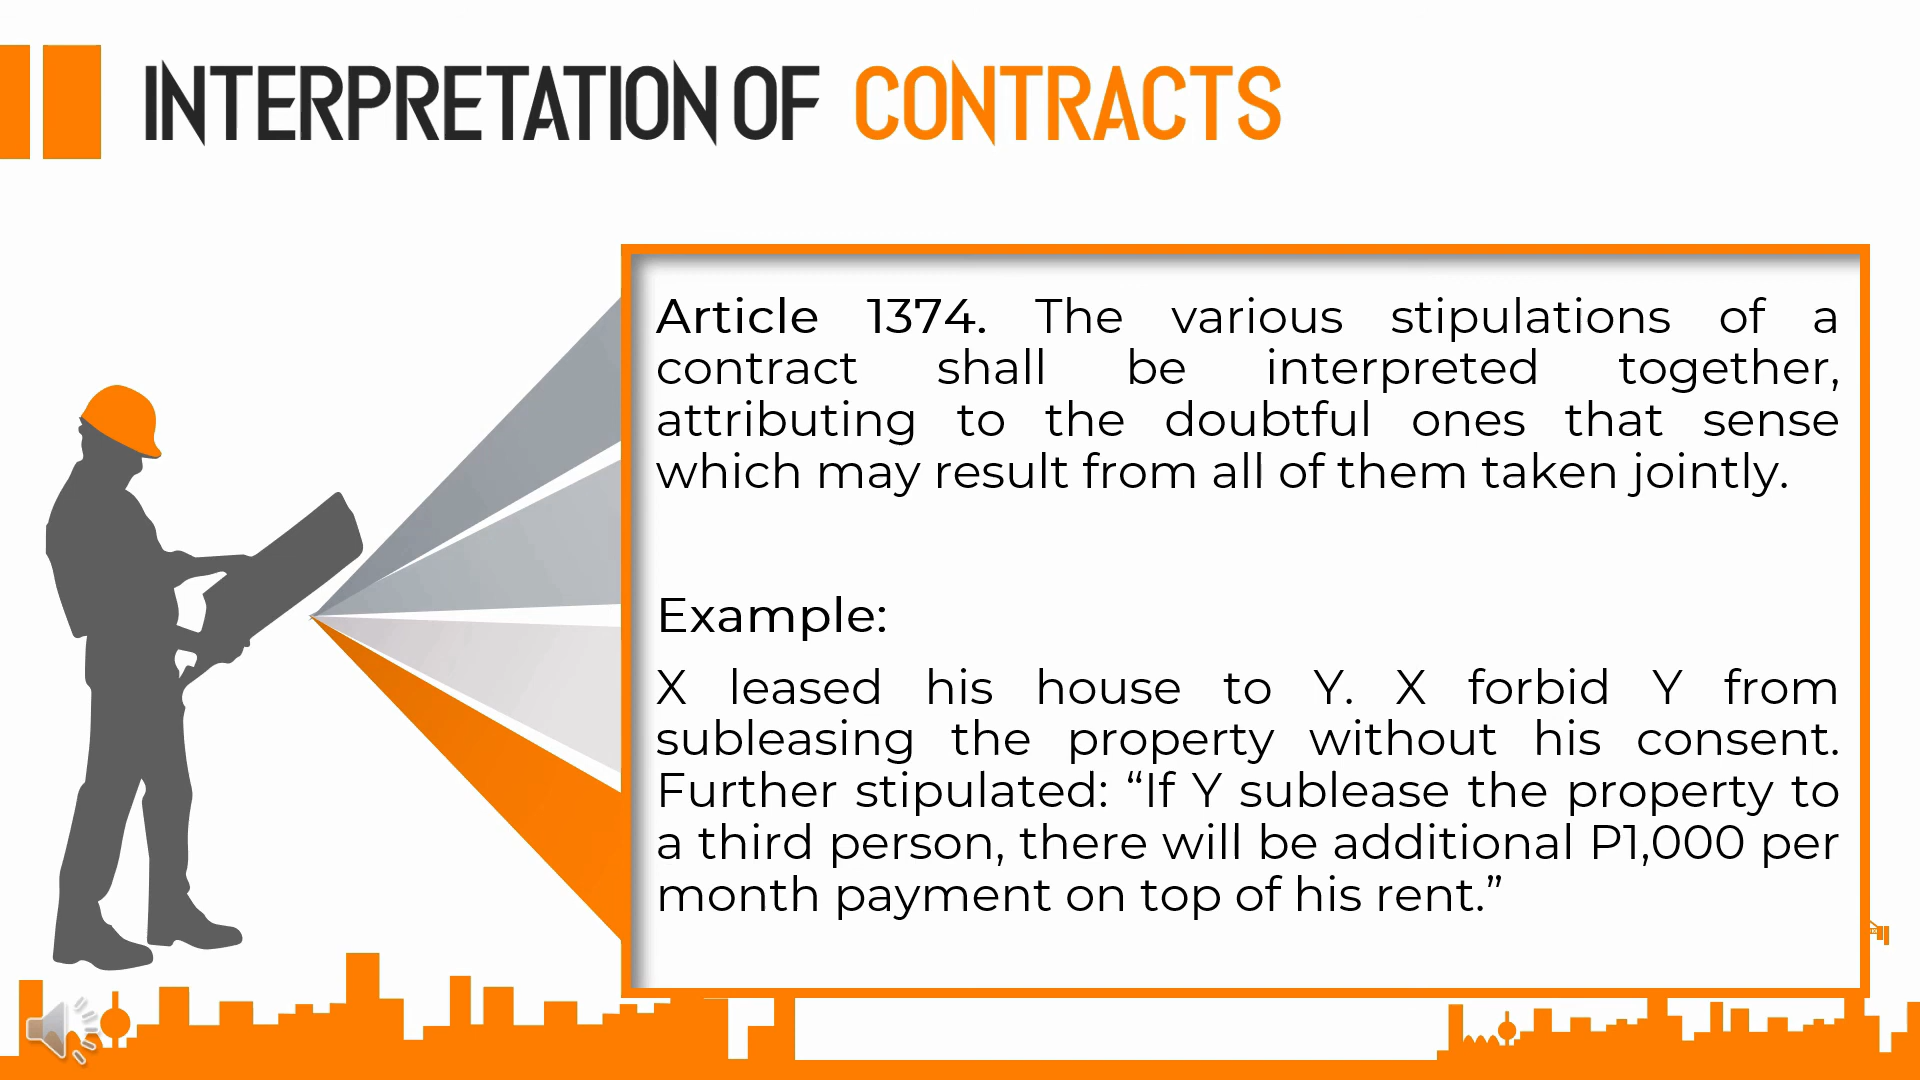 INTERPRETATION OF CONTRACTS
Article 1374. The various stipulations of a
contract shall be interpreted together,
attributing to the doubtful ones that sense
which may result from all of them taken jointly.
Example:
X leased his house to Y. X forbid Y from
subleasing the property without his consent.
Further stipulated: “If Y sublease the property to
a third person, there will be additional P1,000 per
month payment on top of his rent.”